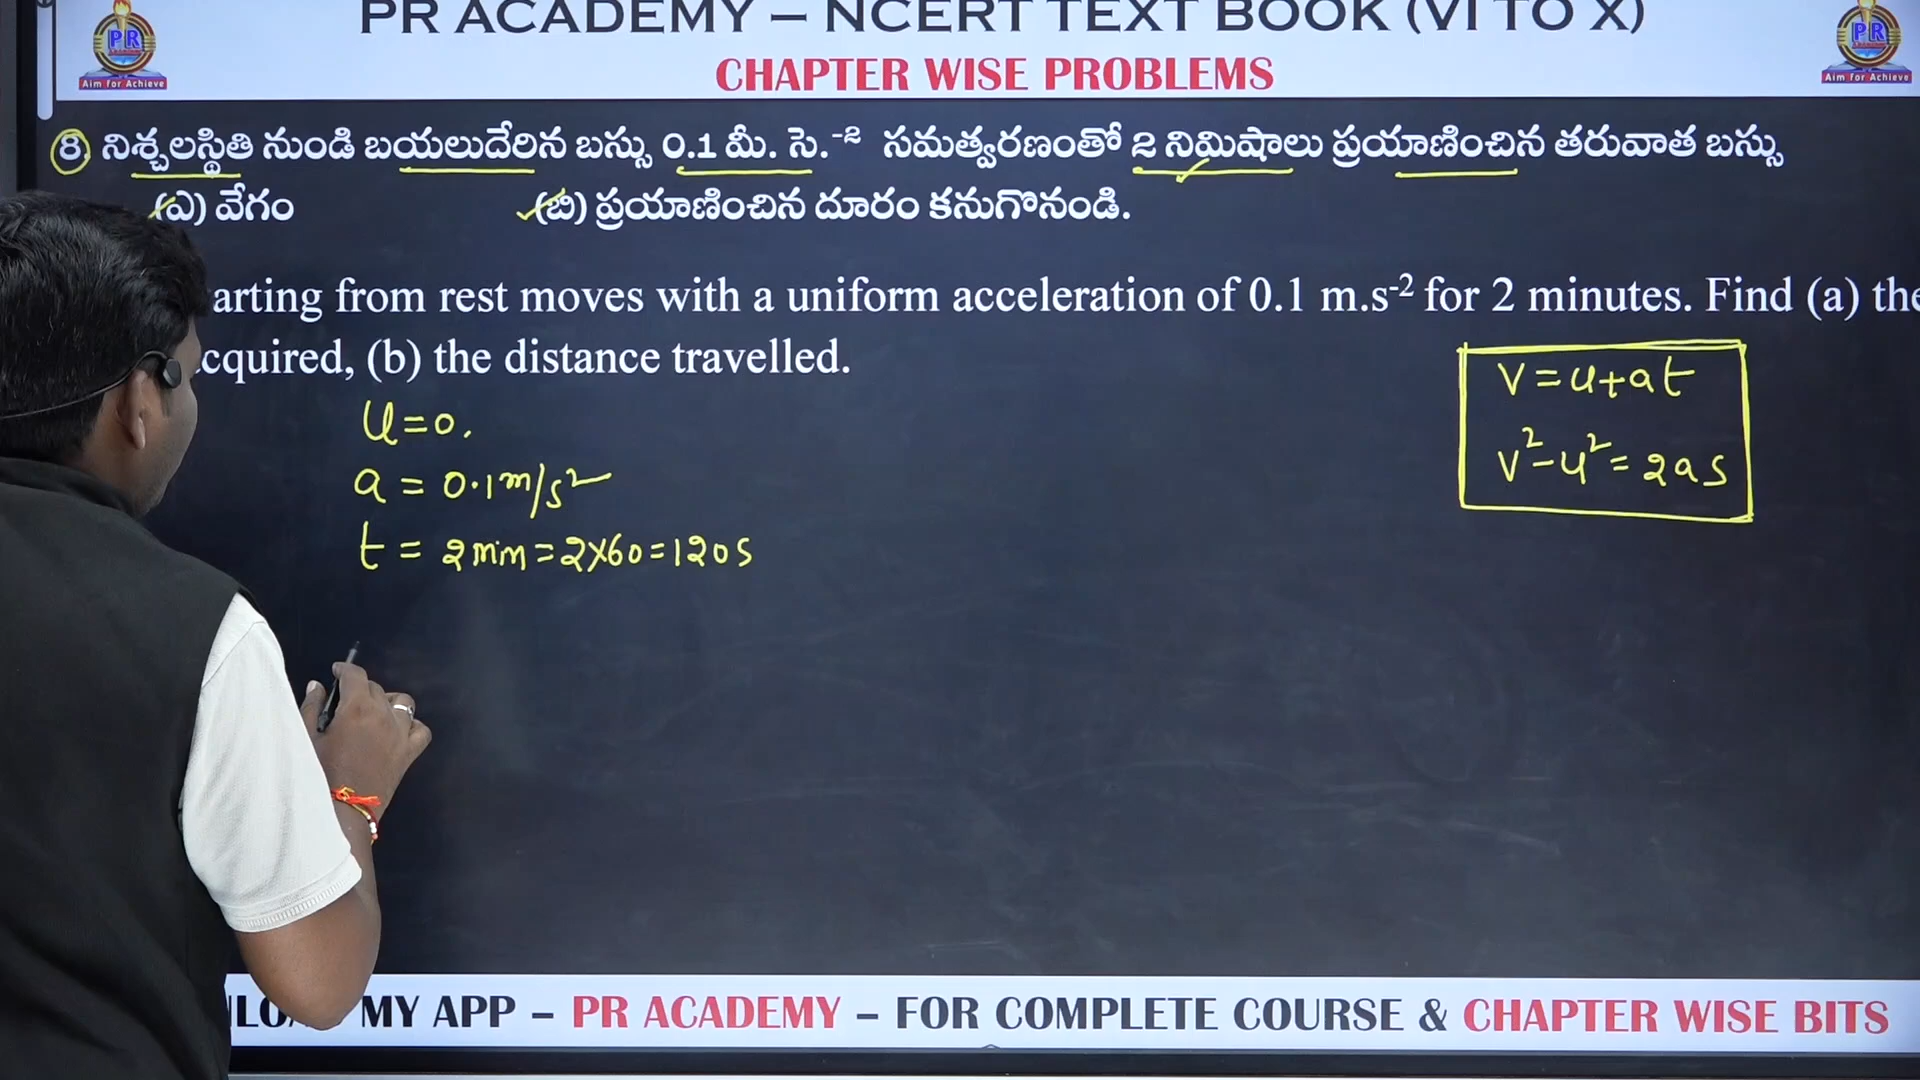 PR ACADEMY – NCERT TEXT BOOK (VI TO X)
CHAPTER WISE PROBLEMS
PR
Aim For Achieve
PR
Aim For Achieve
8. నిశ్చలస్థితి నుండి బయలుదేరిన బస్సు 0.1 మీ. సె.⁻² సమత్వరణంతో 2 నిమిషాలు ప్రయాణించిన తరువాత బస్సు
(ఎ) వేగం (బి) ప్రయాణించిన దూరం కనుగొనండి.
arting from rest moves with a uniform acceleration of 0.1 m.s⁻² for 2 minutes. Find (a) the
cquired, (b) the distance travelled.
u=0.
a = 0.1m/s²
t = 2min=2x60=120s
v=u+at
v²-u²=2as
MY APP – PR ACADEMY – FOR COMPLETE COURSE & CHAPTER WISE BITS